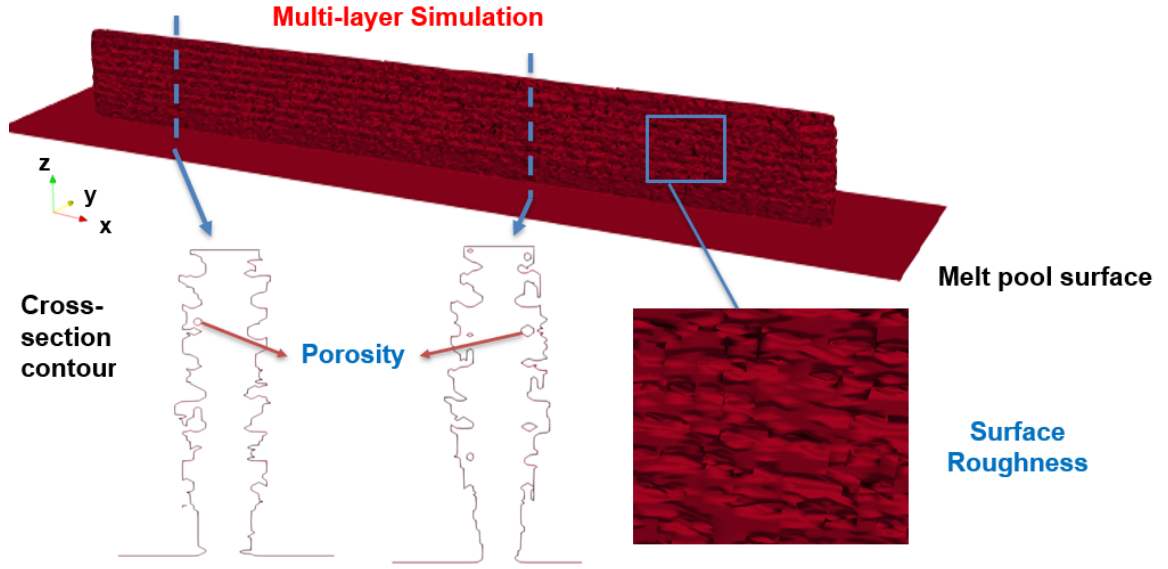 Multi-layer Simulation
z
y
x
Melt pool surface
Cross-
section
contour
Porosity
Surface
Roughness